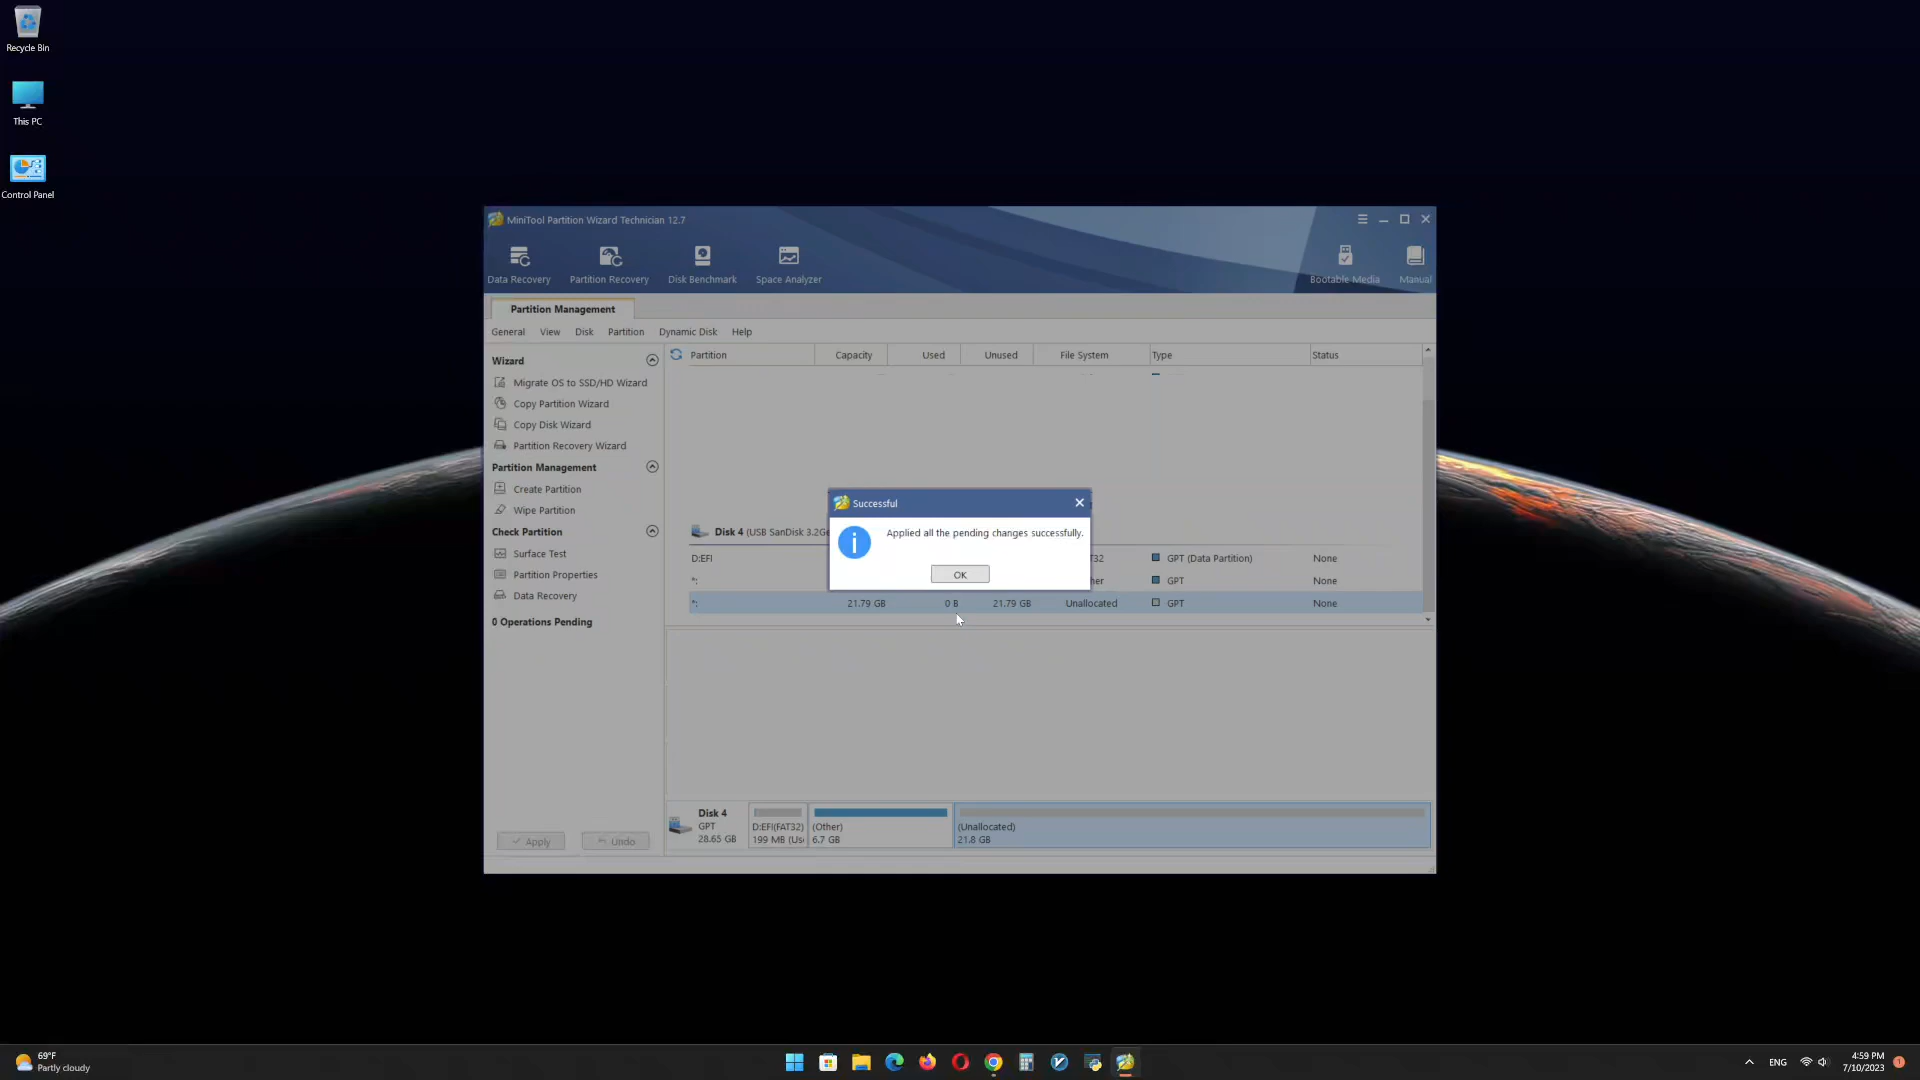 Recycle Bin
This PC
Control Panel
MiniTool Partition Wizard Technician 12.7
Data Recovery
Partition Recovery
Disk Benchmark
Space Analyzer
Bootable Media
Manual
Partition Management
General View Disk Partition Dynamic Disk Help
Wizard
Migrate OS to SSD/HD Wizard
Copy Partition Wizard
Copy Disk Wizard
Partition Recovery Wizard
Partition Management
Create Partition
Wipe Partition
Check Partition
Surface Test
Partition Properties
Data Recovery
0 Operations Pending
Apply Undo
Partition Capacity Used Unused File System Type Status
Disk 4 (USB SanDisk 3.2Ge
D:EFI T32 GPT (Data Partition) None
*: her GPT None
*: 21.79 GB 0 B 21.79 GB Unallocated GPT None
Successful
Applied all the pending changes successfully.
OK
Disk 4
GPT
28.65 GB
D:EFI(FAT32)
199 MB (Us
(Other)
6.7 GB
(Unallocated)
21.8 GB
69°F
Partly cloudy
ENG
4:59 PM
7/10/2023
1